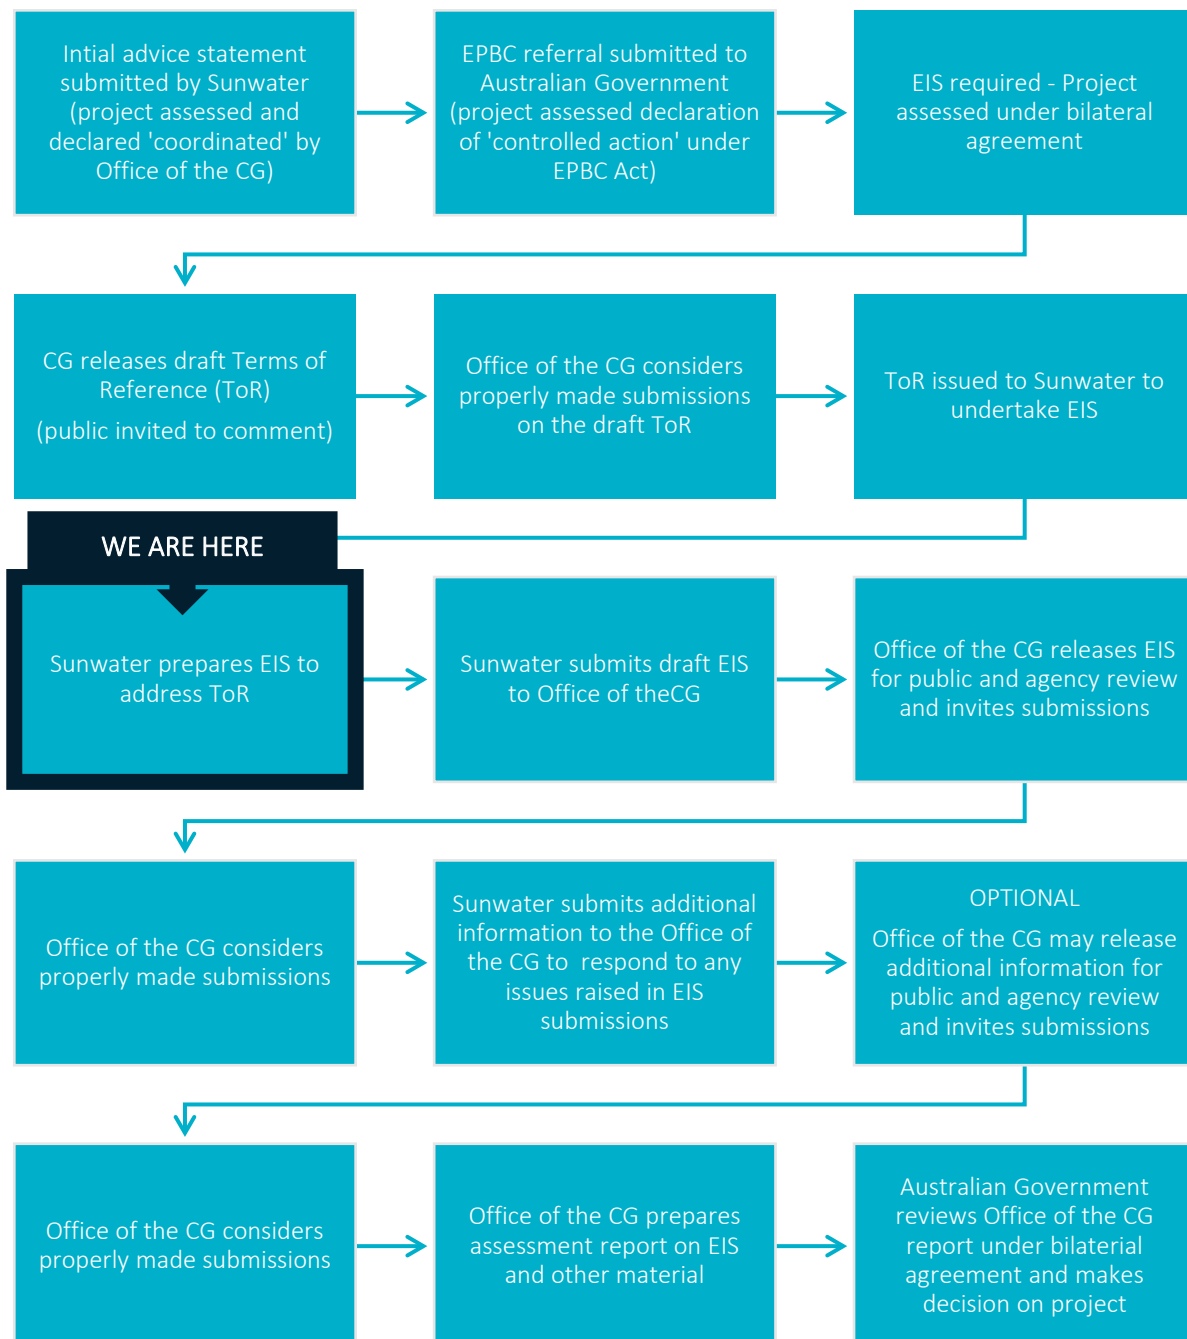 Intial advice statement
submitted by Sunwater
(project assessed and
declared 'coordinated' by
Office of the CG)
EPBC referral submitted to
Australian Government
(project assessed declaration
of 'controlled action' under
EPBC Act)
EIS required - Project
assessed under bilateral
agreement
CG releases draft Terms of
Reference (ToR)
(public invited to comment)
Office of the CG considers
properly made submissions
on the draft ToR
ToR issued to Sunwater to
undertake EIS
WE ARE HERE
Sunwater prepares EIS to
address ToR
Sunwater submits draft EIS
to Office of theCG
Office of the CG releases EIS
for public and agency review
and invites submissions
Office of the CG considers
properly made submissions
Sunwater submits additional
information to the Office of
the CG to  respond to any
issues raised in EIS
submissions
OPTIONAL
Office of the CG may release
additional information for
public and agency review
and invites submissions
Office of the CG considers
properly made submissions
Office of the CG prepares
assessment report on EIS
and other material
Australian Government
reviews Office of the CG
report under bilaterial
agreement and makes
decision on project